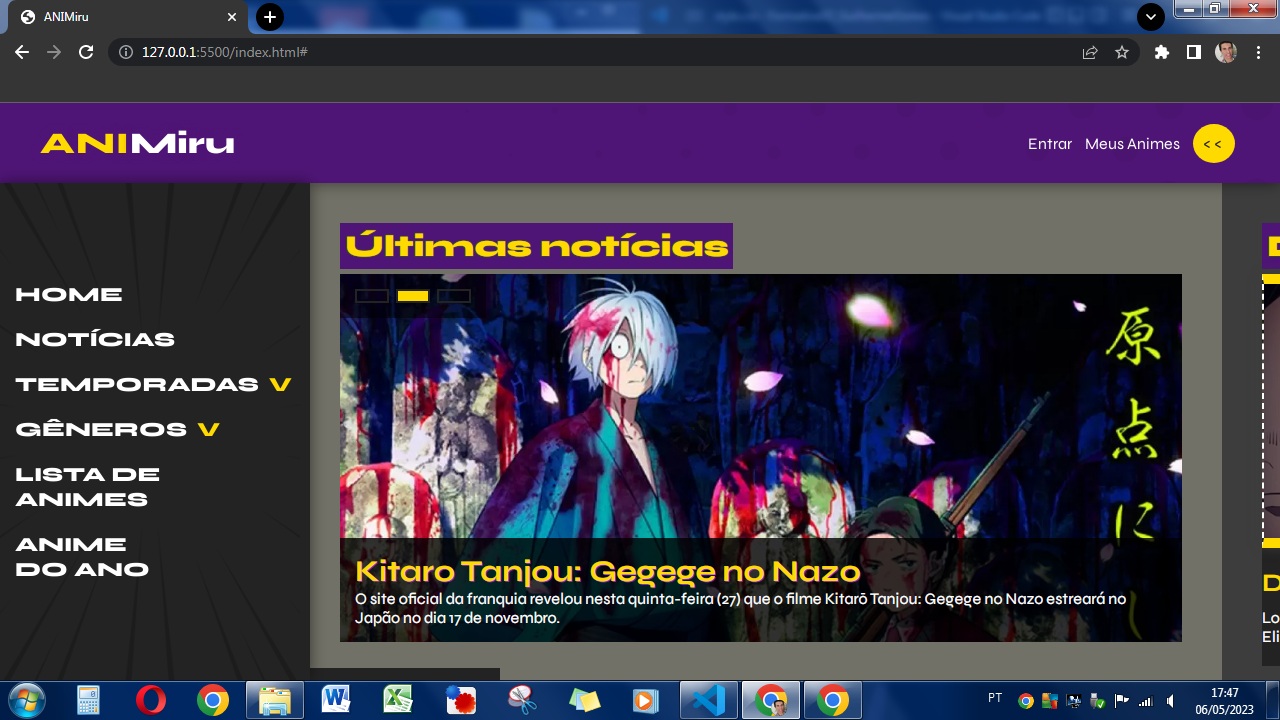 ANIMiru
127.0.0.1:5500/index.html#
ANIMiru
Entrar Meus Animes <<
Últimas notícias
HOME
NOTÍCIAS
TEMPORADAS V
GÊNEROS V
LISTA DE
ANIMES
ANIME
DO ANO
原
点
に
Kitaro Tanjou: Gegege no Nazo
O site oficial da franquia revelou nesta quinta-feira (27) que o filme Kitarō Tanjou: Gegege no Nazo estreará no
Japão no dia 17 de novembro.
D
D
Lo
Eli
PT
17:47
06/05/2023